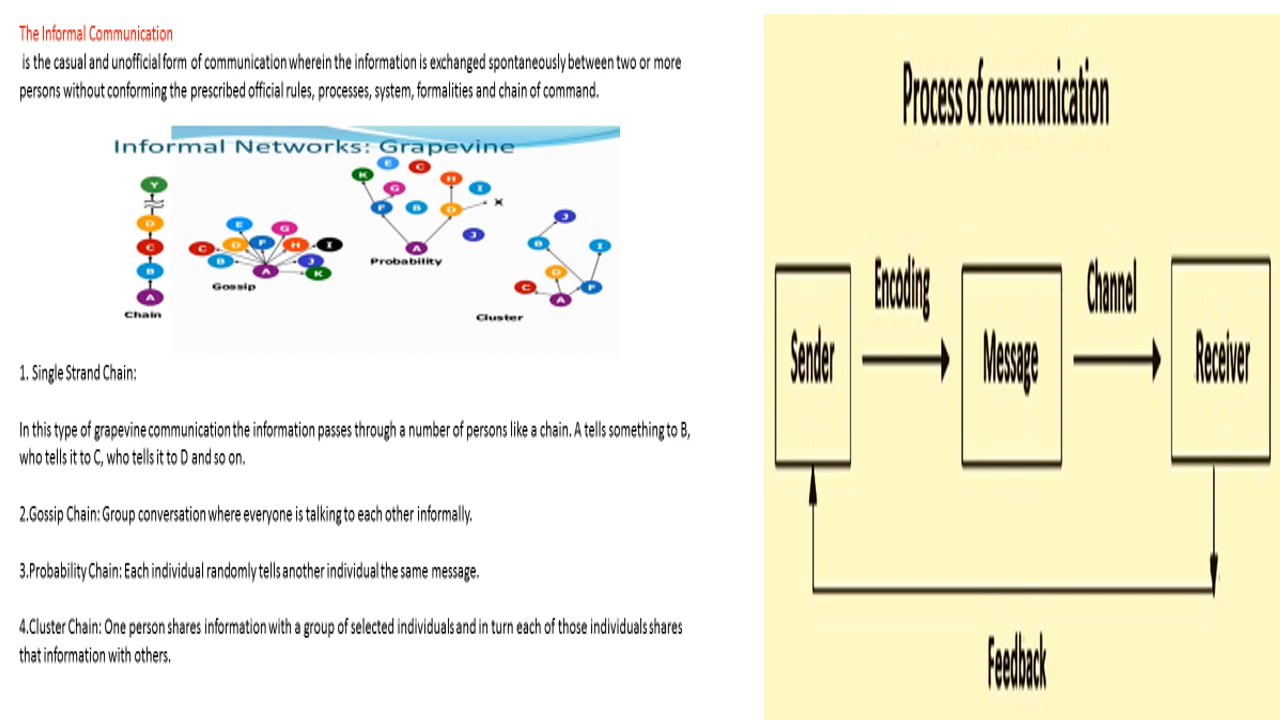 The Informal Communication
is the casual and unofficial form of communication wherein the information is exchanged spontaneously between two or more
persons without conforming the prescribed official rules, processes, system, formalities and chain of command.
Informal Networks: Grapevine
Y
D
C
B
A
Chain
E
G
C
D
F
H
I
B
A
J
K
Gossip
E
C
K
H
G
I
F
B
D
X
J
A
Probability
J
B
I
D
C
F
A
Cluster
1. Single Strand Chain:
In this type of grapevine communication the information passes through a number of persons like a chain. A tells something to B,
who tells it to C, who tells it to D and so on.
2.Gossip Chain: Group conversation where everyone is talking to each other informally.
3.Probability Chain: Each individual randomly tells another individual the same message.
4.Cluster Chain: One person shares information with a group of selected individuals and in turn each of those individuals shares
that information with others.
Process of communication
Sender
Encoding
Message
Channel
Receiver
Feedback